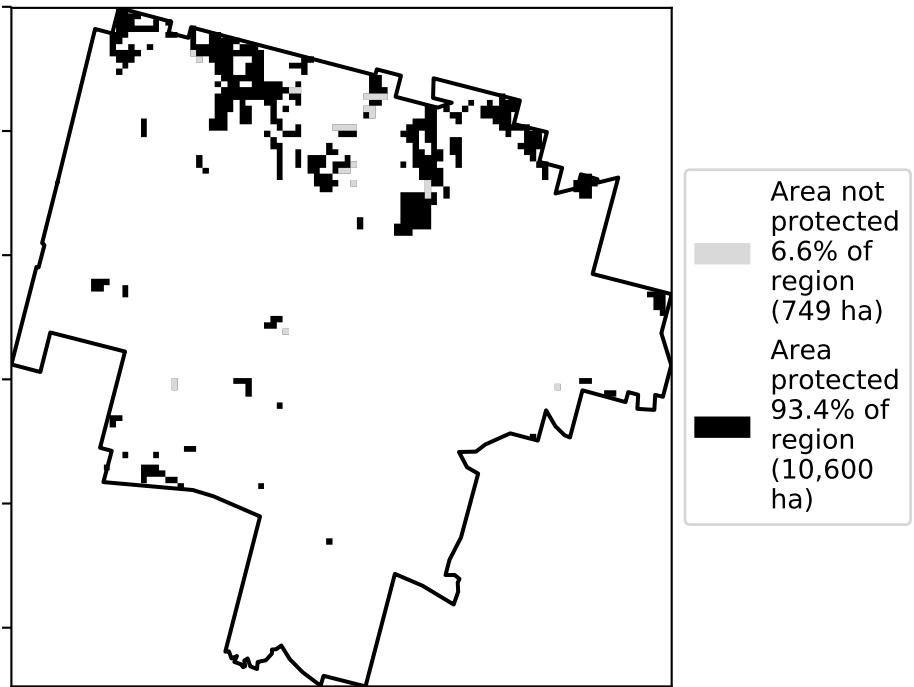 Area not
protected
6.6% of
region
(749 ha)
Area
protected
93.4% of
region
(10,600
ha)